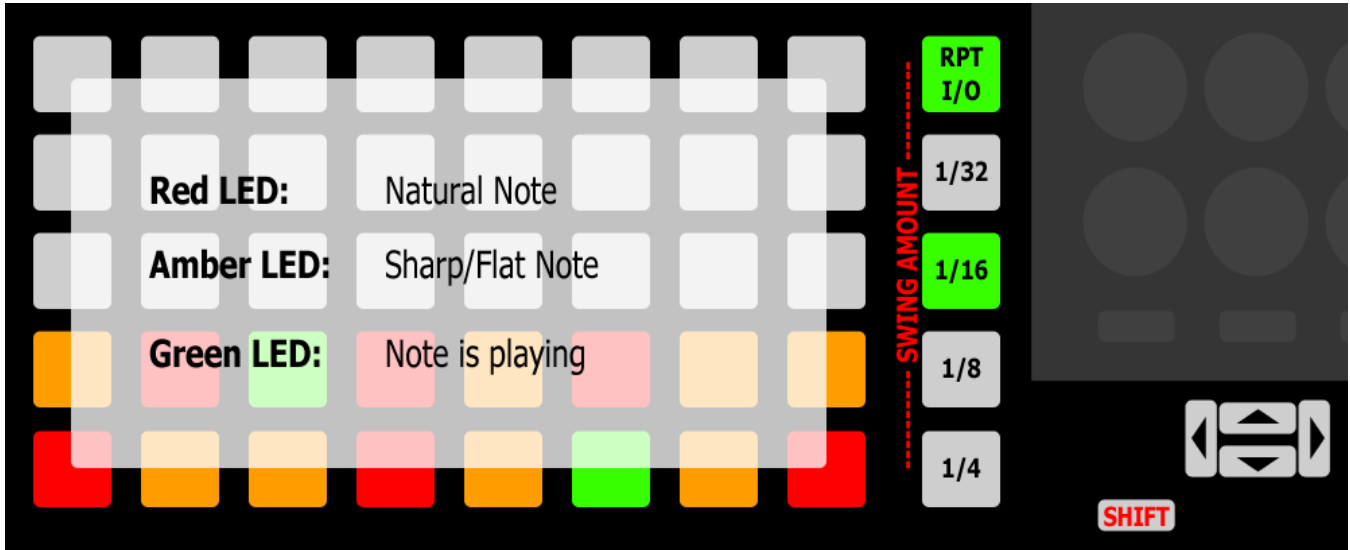 RPT
I/O
Red LED: Natural Note
1/32
Amber LED: Sharp/Flat Note
1/16
Green LED: Note is playing
1/8
1/4
SWING AMOUNT
SHIFT